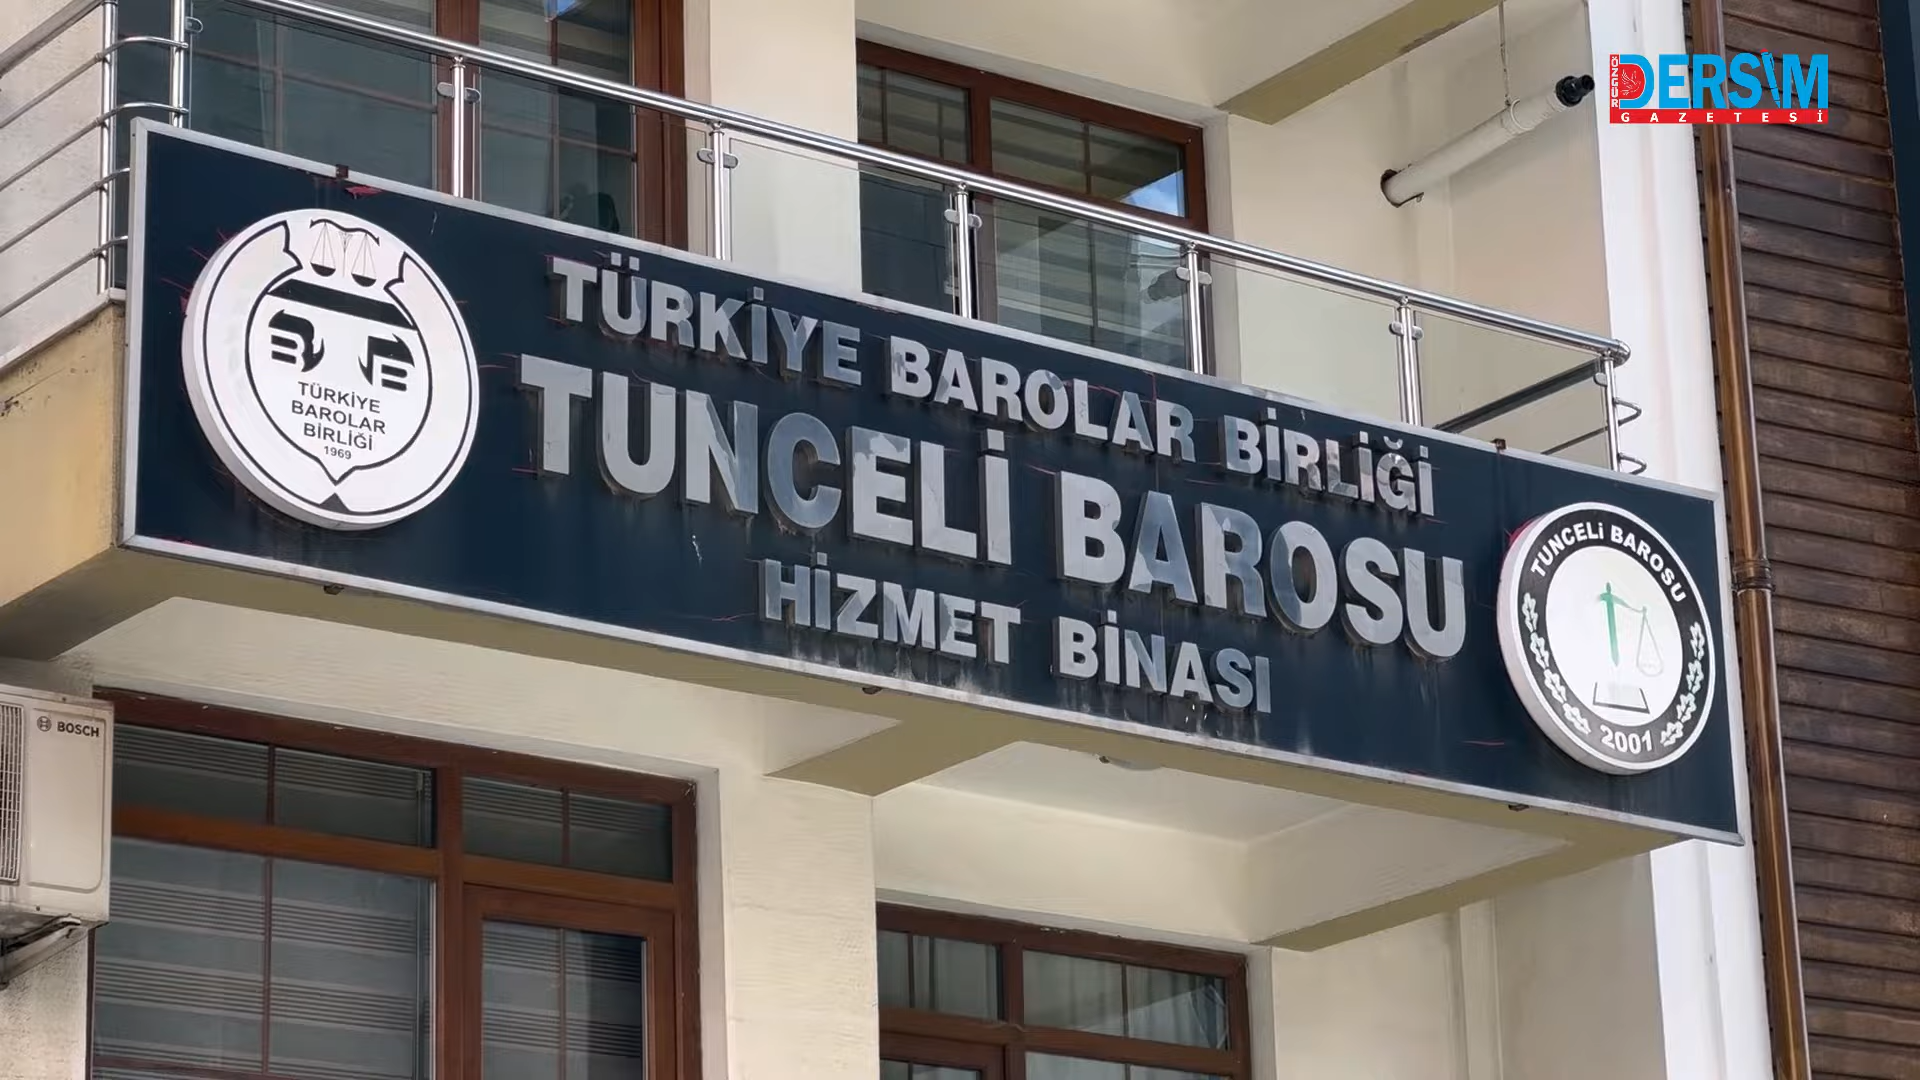 ÖZGÜR
DERSİM
GAZETESİ
TÜRKİYE BAROLAR BİRLİĞİ
TUNCELİ BAROSU
HİZMET BİNASI
TÜRKİYE
BAROLAR
BİRLİĞİ
1969
TUNCELİ BAROSU
2001
BOSCH